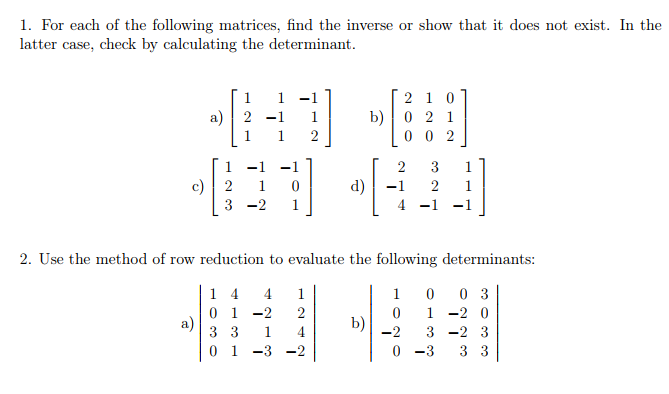 1. For each of the following matrices, find the inverse or show that it does not exist. In the
latter case, check by calculating the determinant.
a) [ 1 1 −1 ] b) [ 2 1 0 ]
[ 2 −1 1 ] [ 0 2 1 ]
[ 1 1 2 ] [ 0 0 2 ]
c) [ 1 −1 −1 ] d) [ 2 3 1 ]
[ 2 1 0 ] [ −1 2 1 ]
[ 3 −2 1 ] [ 4 −1 −1 ]
2. Use the method of row reduction to evaluate the following determinants:
a) | 1 4 4 1 | b) | 1 0 0 3 |
| 0 1 −2 2 | | 0 1 −2 0 |
| 3 3 1 4 | | −2 3 −2 3 |
| 0 1 −3 −2 | | 0 −3 3 3 |